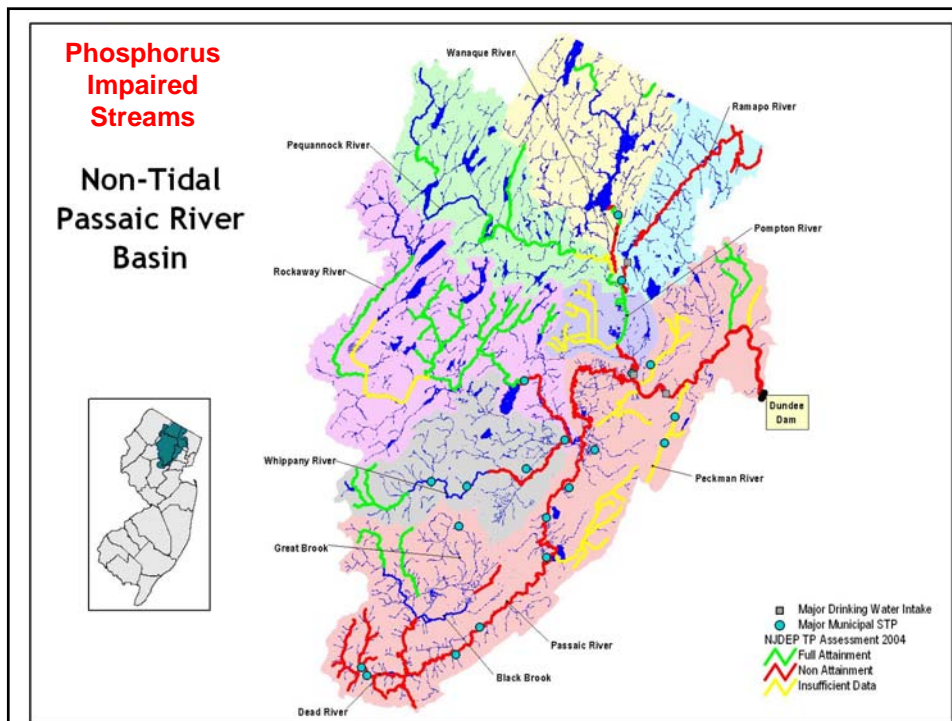 Phosphorus
Impaired
Streams
Non-Tidal
Passaic River
Basin
Wanaque River
Ramapo River
Pequannock River
Pompton River
Rockaway River
Dundee
Dam
Whippany River
Peckman River
Great Brook
Passaic River
Black Brook
Dead River
Major Drinking Water Intake
Major Municipal STP
NJDEP TP Assessment 2004
Full Attainment
Non Attainment
Insufficient Data